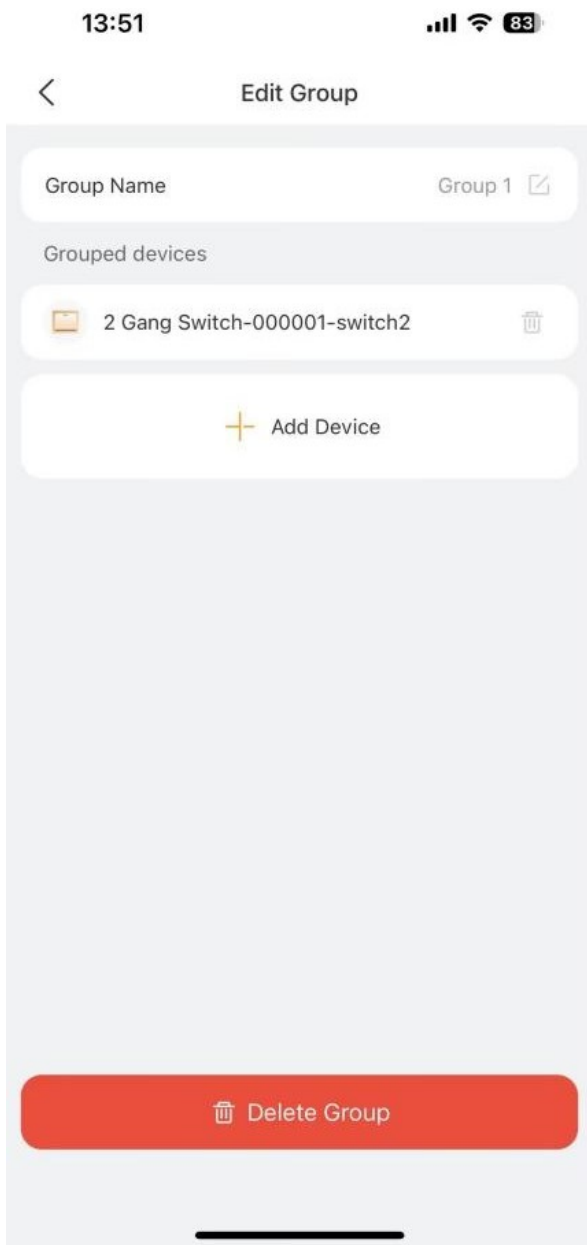 13:51
83
Edit Group
Group Name
Group 1
Grouped devices
2 Gang Switch-000001-switch2
Add Device
Delete Group